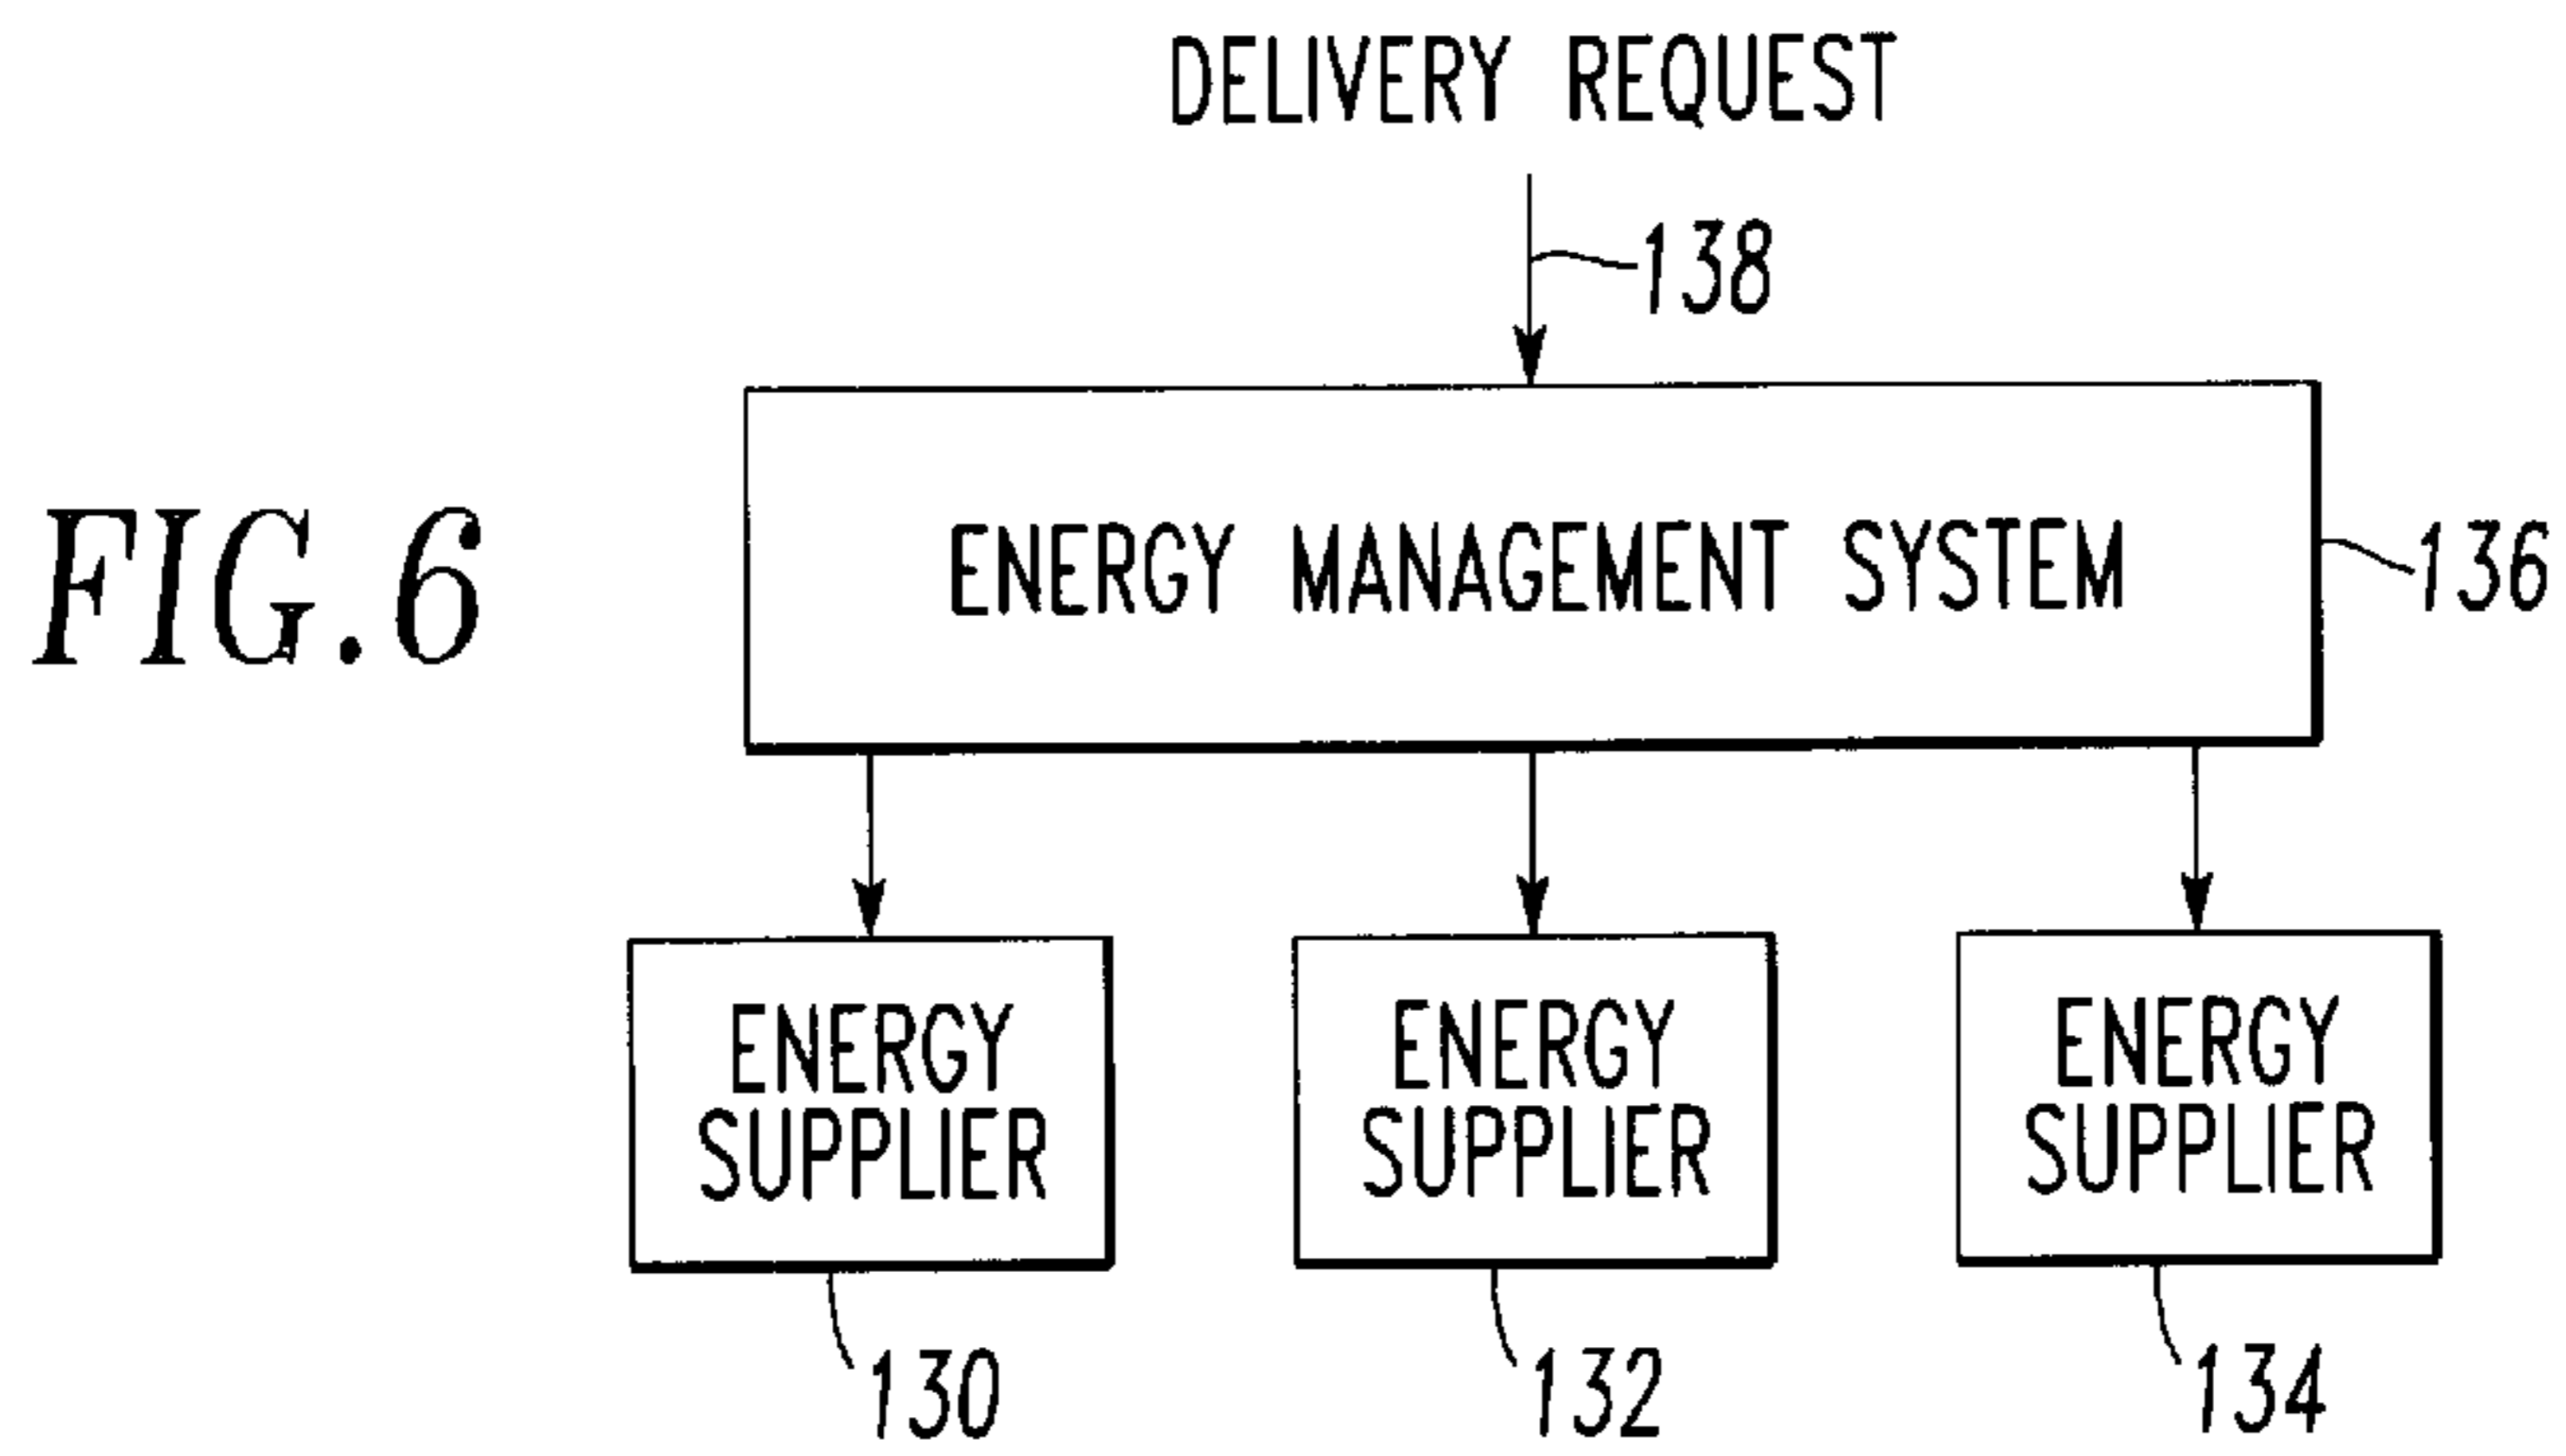 DELIVERY REQUEST
138
ENERGY MANAGEMENT SYSTEM
136
FIG.6
ENERGY
SUPPLIER
ENERGY
SUPPLIER
ENERGY
SUPPLIER
130
132
134